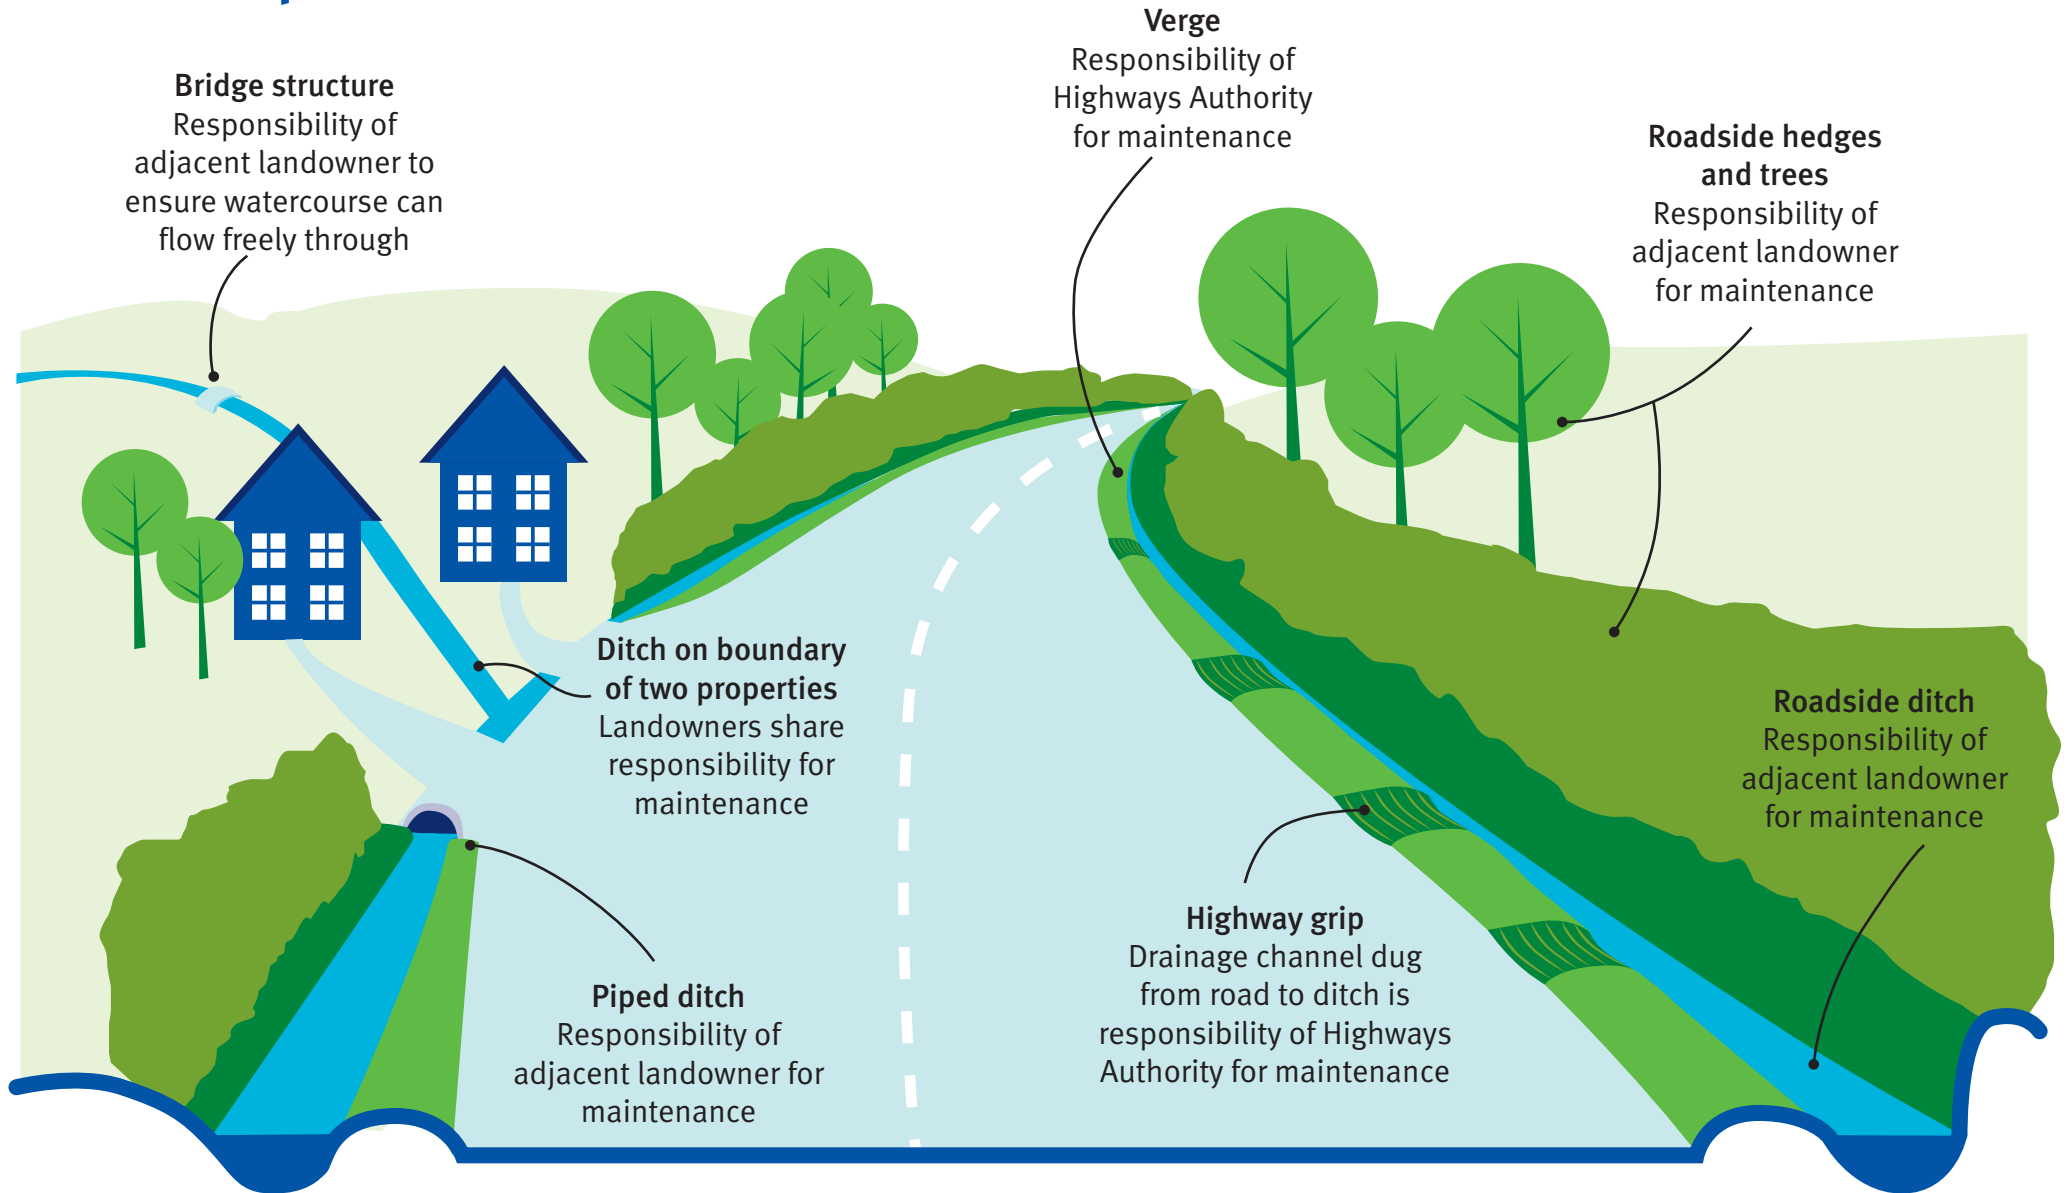 Bridge structure
Responsibility of
adjacent landowner to
ensure watercourse can
flow freely through
Verge
Responsibility of
Highways Authority
for maintenance
Roadside hedges
and trees
Responsibility of
adjacent landowner
for maintenance
Ditch on boundary
of two properties
Landowners share
responsibility for
maintenance
Roadside ditch
Responsibility of
adjacent landowner
for maintenance
Highway grip
Drainage channel dug
from road to ditch is
responsibility of Highways
Authority for maintenance
Piped ditch
Responsibility of
adjacent landowner for
maintenance